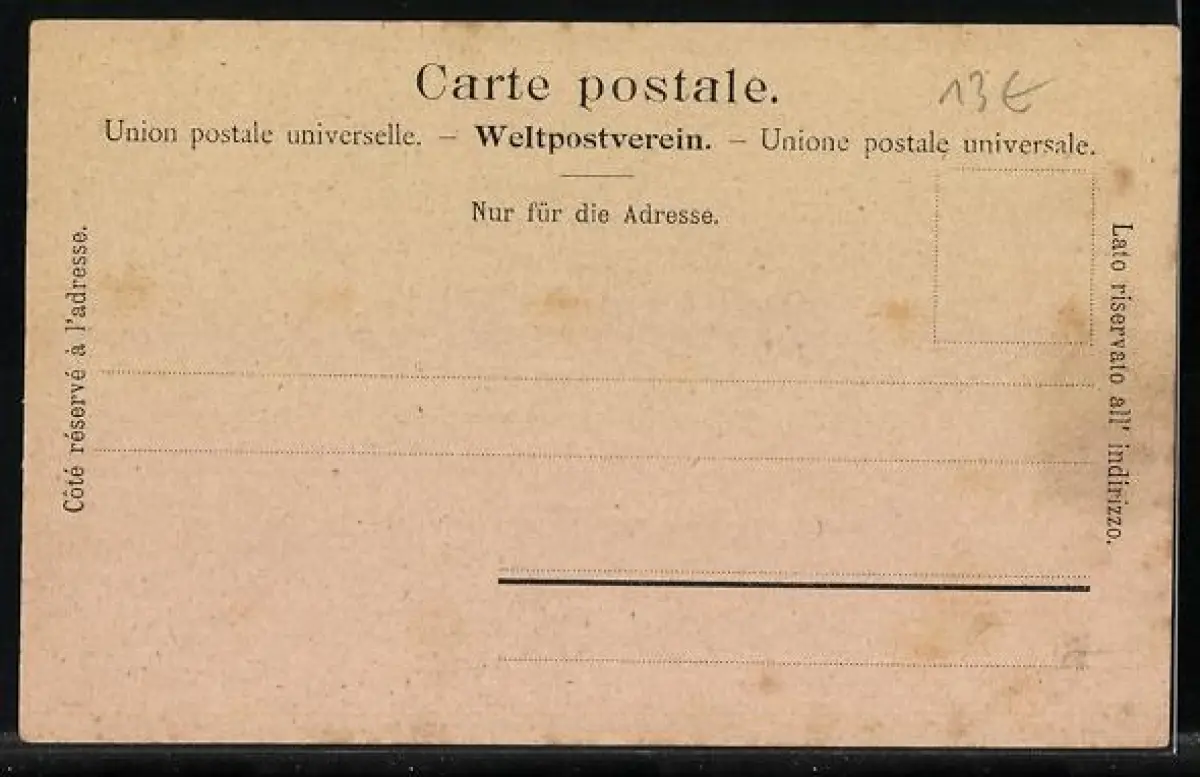 Carte postale.
13€
Union postale universelle. – Weltpostverein. – Unione postale universale.
Nur für die Adresse.
Côté réservé à l'adresse.
Lato riservato all' indirizzo.